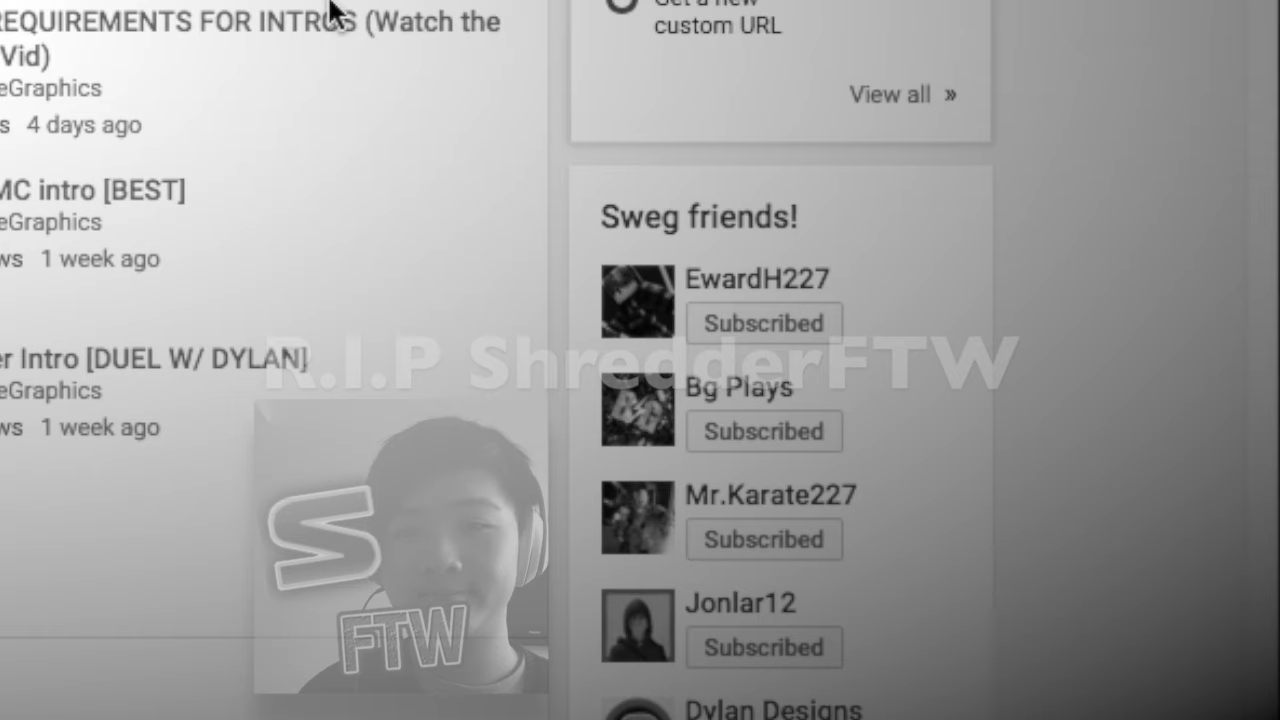 REQUIREMENTS FOR INTROS (Watch the
Vid)
eGraphics
s 4 days ago
MC intro [BEST]
eGraphics
ws 1 week ago
er Intro [DUEL W/ DYLAN]
eGraphics
ws 1 week ago
Get a new
custom URL
View all »
Sweg friends!
EwardH227
Subscribed
R.I.P ShredderFTW
Bg Plays
Subscribed
Mr.Karate227
Subscribed
Jonlar12
Subscribed
Dylan Designs
S
FTW